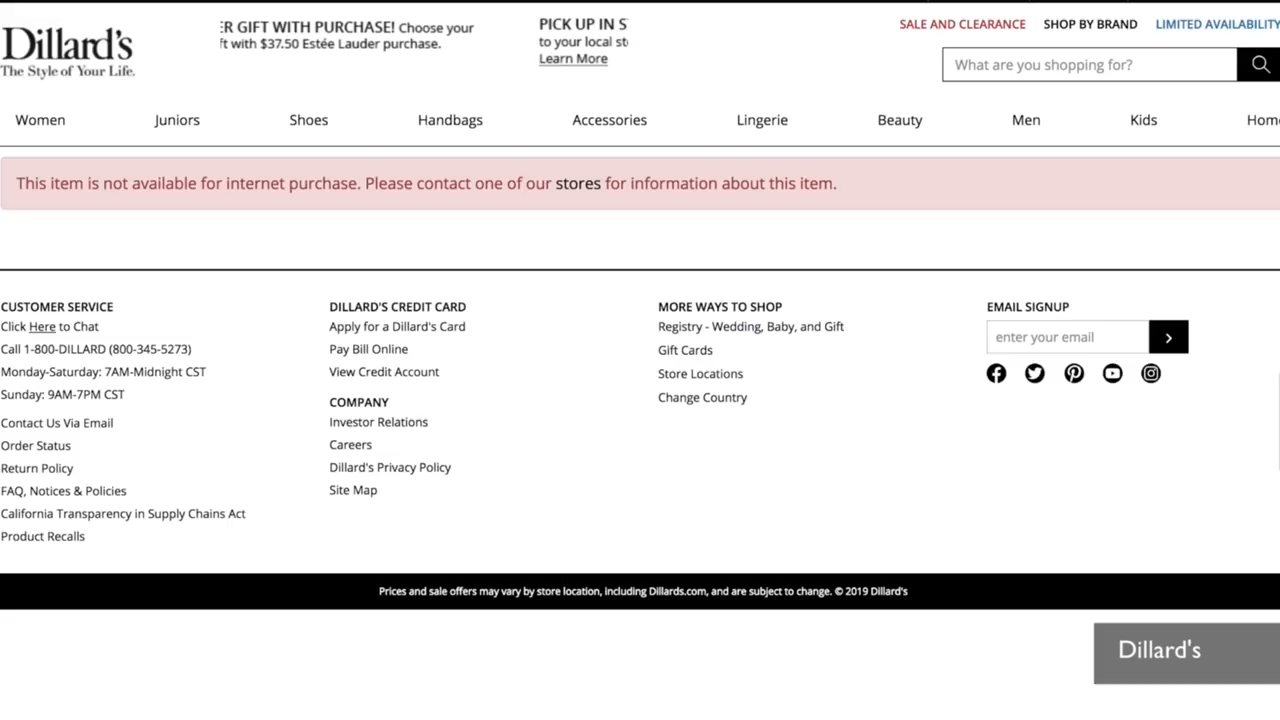 Dillard's
The Style of Your Life.
GIFT WITH PURCHASE! Choose your
with $37.50 Estée Lauder purchase.
PICK UP IN
to your local
Learn More
SALE AND CLEARANCE
SHOP BY BRAND
LIMITED AVAILABILITY
What are you shopping for?
Women
Juniors
Shoes
Handbags
Accessories
Lingerie
Beauty
Men
Kids
This item is not available for internet purchase. Please contact one of our stores for information about this item.
CUSTOMER SERVICE
Click Here to Chat
Call 1-800-DILLARD (800-345-5273)
Monday-Saturday: 7AM-Midnight CST
Sunday: 9AM-7PM CST
Contact Us Via Email
Order Status
Return Policy
FAQ, Notices & Policies
California Transparency in Supply Chains Act
Product Recalls
DILLARD'S CREDIT CARD
Apply for a Dillard's Card
Pay Bill Online
View Credit Account
COMPANY
Investor Relations
Careers
Dillard's Privacy Policy
Site Map
MORE WAYS TO SHOP
Registry - Wedding, Baby, and Gift
Gift Cards
Store Locations
Change Country
EMAIL SIGNUP
enter your email
Prices and sale offers may vary by store location, including Dillards.com, and are subject to change. © 2019 Dillard's
Dillard's